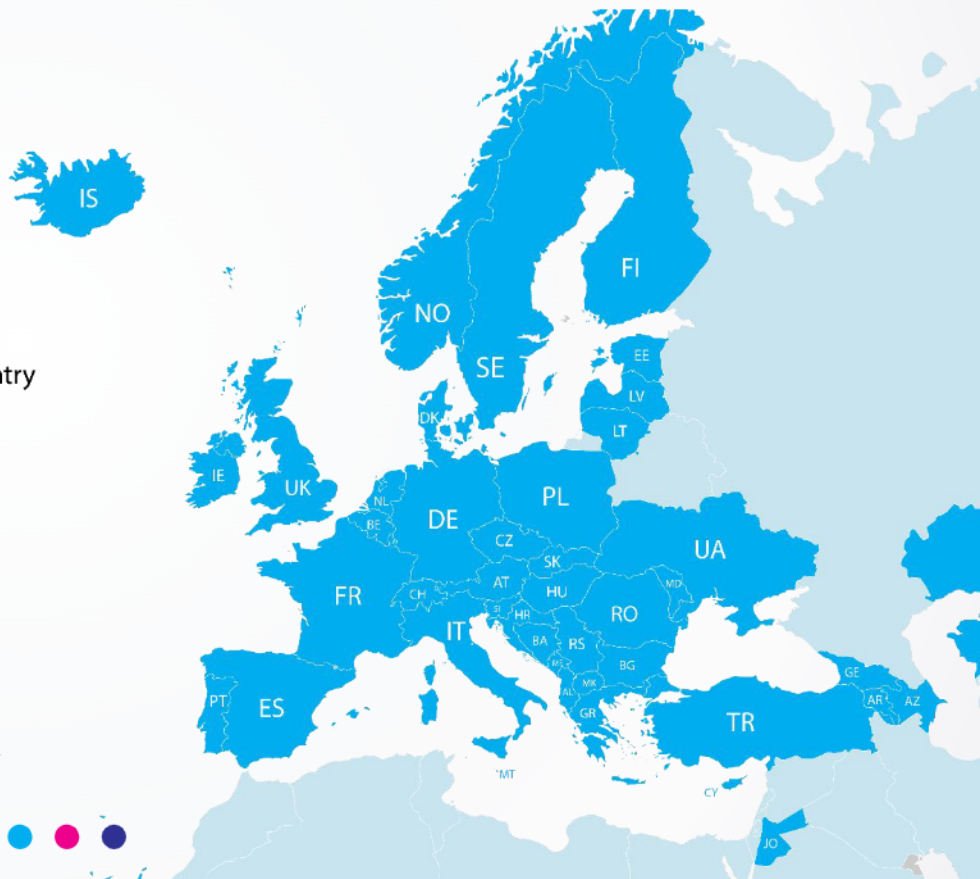 IS
FI
NO
ntry
EE
SE
LV
DK
LT
IE
UK
NL
PL
DE
BE
CZ
UA
SK
AT
MD
CH
HU
FR
SI
HR
RO
IT
BA
RS
BG
GE
MK
AL
PT
ES
AR
AZ
GR
TR
MT
CY
JO